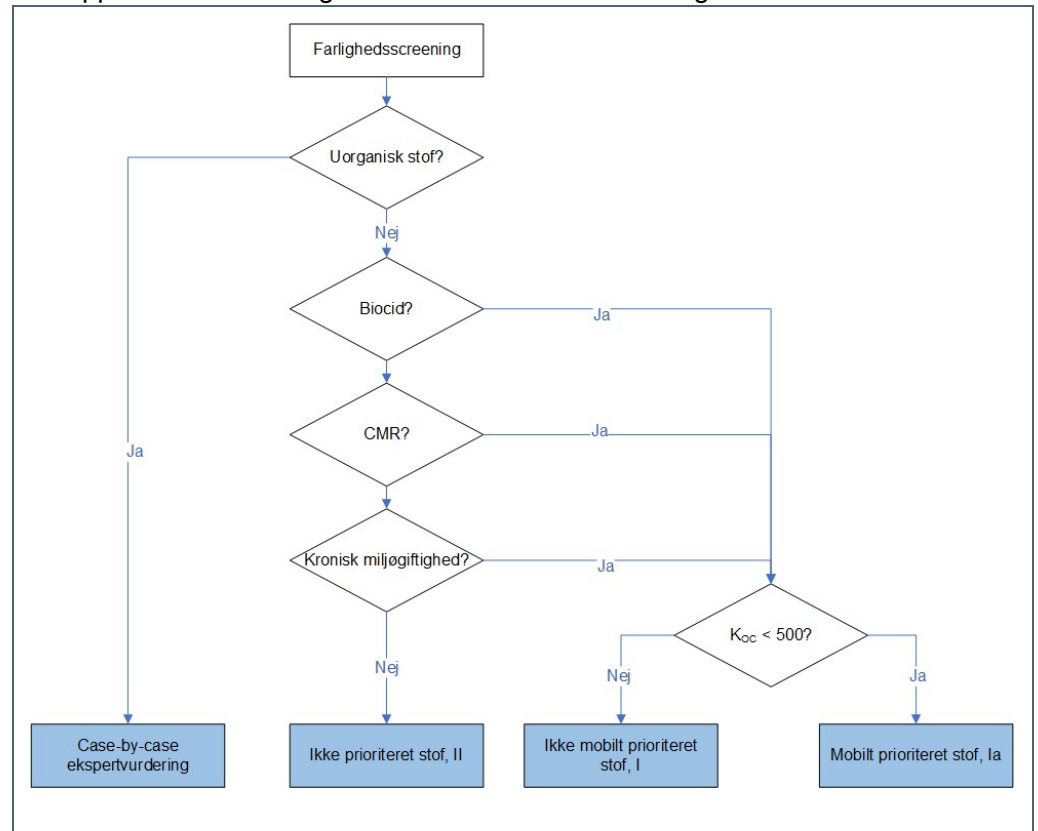 Farlighedsscreening
Uorganisk stof?
Nej
Biocid?
Ja
CMR?
Ja
Ja
Kronisk miljøgiftighed?
Ja
K_OC < 500?
Nej
Nej
Ja
Case-by-case
ekspertvurdering
Ikke prioriteret stof, II
Ikke mobilt prioriteret
stof, I
Mobilt prioriteret stof, Ia